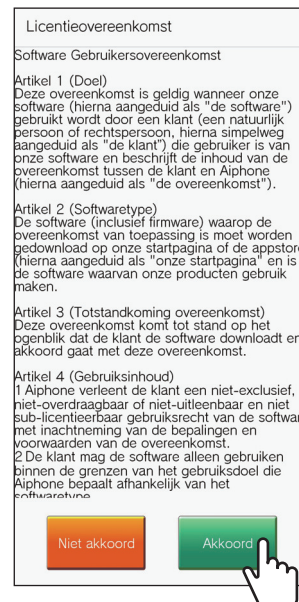 Licentieovereenkomst
Software Gebruikersovereenkomst
Artikel 1 (Doel)
Deze overeenkomst is geldig wanneer onze
software (hierna aangeduid als "de software")
gebruikt wordt door een klant (een natuurlijk
persoon of rechtspersoon, hierna simpelweg
aangeduid als "de klant") die gebruiker is van
onze software en beschrijft de inhoud van de
overeenkomst tussen de klant en Aiphone
(hierna aangeduid als "de overeenkomst").
Artikel 2 (Softwaretype)
De software (inclusief firmware) waarop de
overeenkomst van toepassing is moet worden
gedownload op onze startpagina of de appstore
(hierna aangeduid als "onze startpagina" en is
de software waarvan onze producten gebruik
maken.
Artikel 3 (Totstandkoming overeenkomst)
Deze overeenkomst komt tot stand op het
ogenblik dat de klant de software downloadt en
akkoord gaat met deze overeenkomst.
Artikel 4 (Gebruiksinhoud)
1 Aiphone verleent de klant een niet-exclusief,
niet-overdraagbaar of niet-uitleenbaar en niet
sub-licentieerbaar gebruiksrecht van de softwar
met inachtneming van de bepalingen en
voorwaarden van de overeenkomst.
2 De klant mag de software alleen gebruiken
binnen de grenzen van het gebruiksdoel die
Aiphone bepaalt afhankelijk van het
softwaretype
Niet akkoord
Akkoord